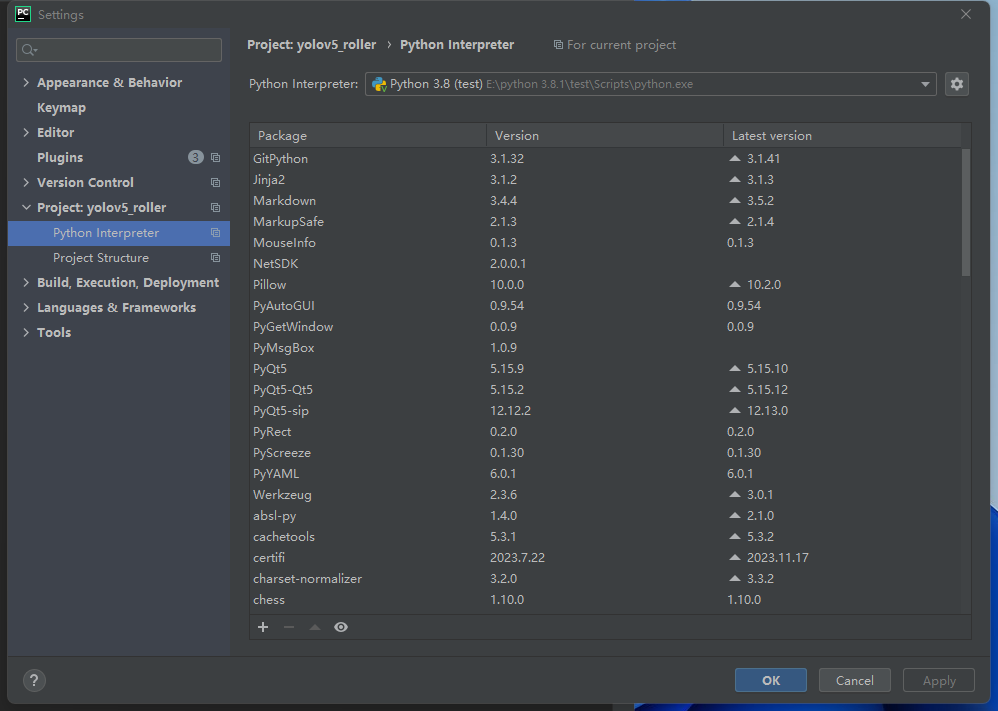 PC Settings
Project: yolov5_roller › Python Interpreter For current project
Python Interpreter: Python 3.8 (test) E:\python 3.8.1\test\Scripts\python.exe
Appearance & Behavior
Keymap
Editor
Plugins 3
Version Control
Project: yolov5_roller
Python Interpreter
Project Structure
Build, Execution, Deployment
Languages & Frameworks
Tools
Package Version Latest version
GitPython 3.1.32 3.1.41
Jinja2 3.1.2 3.1.3
Markdown 3.4.4 3.5.2
MarkupSafe 2.1.3 2.1.4
MouseInfo 0.1.3 0.1.3
NetSDK 2.0.0.1
Pillow 10.0.0 10.2.0
PyAutoGUI 0.9.54 0.9.54
PyGetWindow 0.0.9 0.0.9
PyMsgBox 1.0.9
PyQt5 5.15.9 5.15.10
PyQt5-Qt5 5.15.2 5.15.12
PyQt5-sip 12.12.2 12.13.0
PyRect 0.2.0 0.2.0
PyScreeze 0.1.30 0.1.30
PyYAML 6.0.1 6.0.1
Werkzeug 2.3.6 3.0.1
absl-py 1.4.0 2.1.0
cachetools 5.3.1 5.3.2
certifi 2023.7.22 2023.11.17
charset-normalizer 3.2.0 3.3.2
chess 1.10.0 1.10.0
? OK Cancel Apply